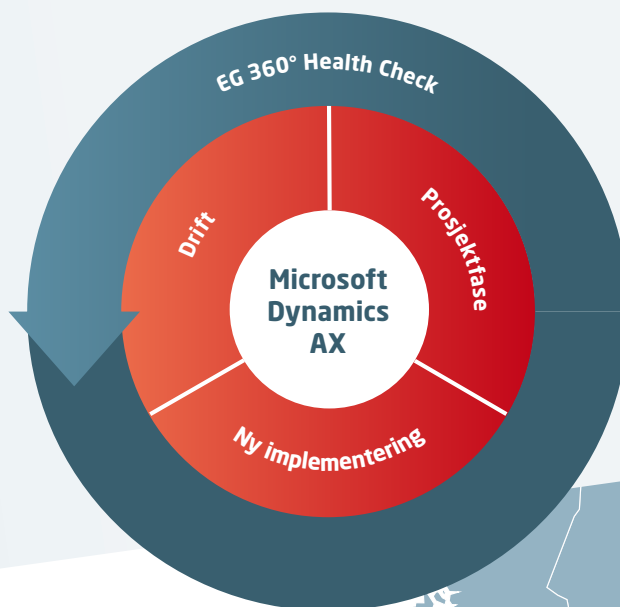 EG 360° Health Check
Drift
Prosjektfase
Microsoft
Dynamics
AX
Ny implementering